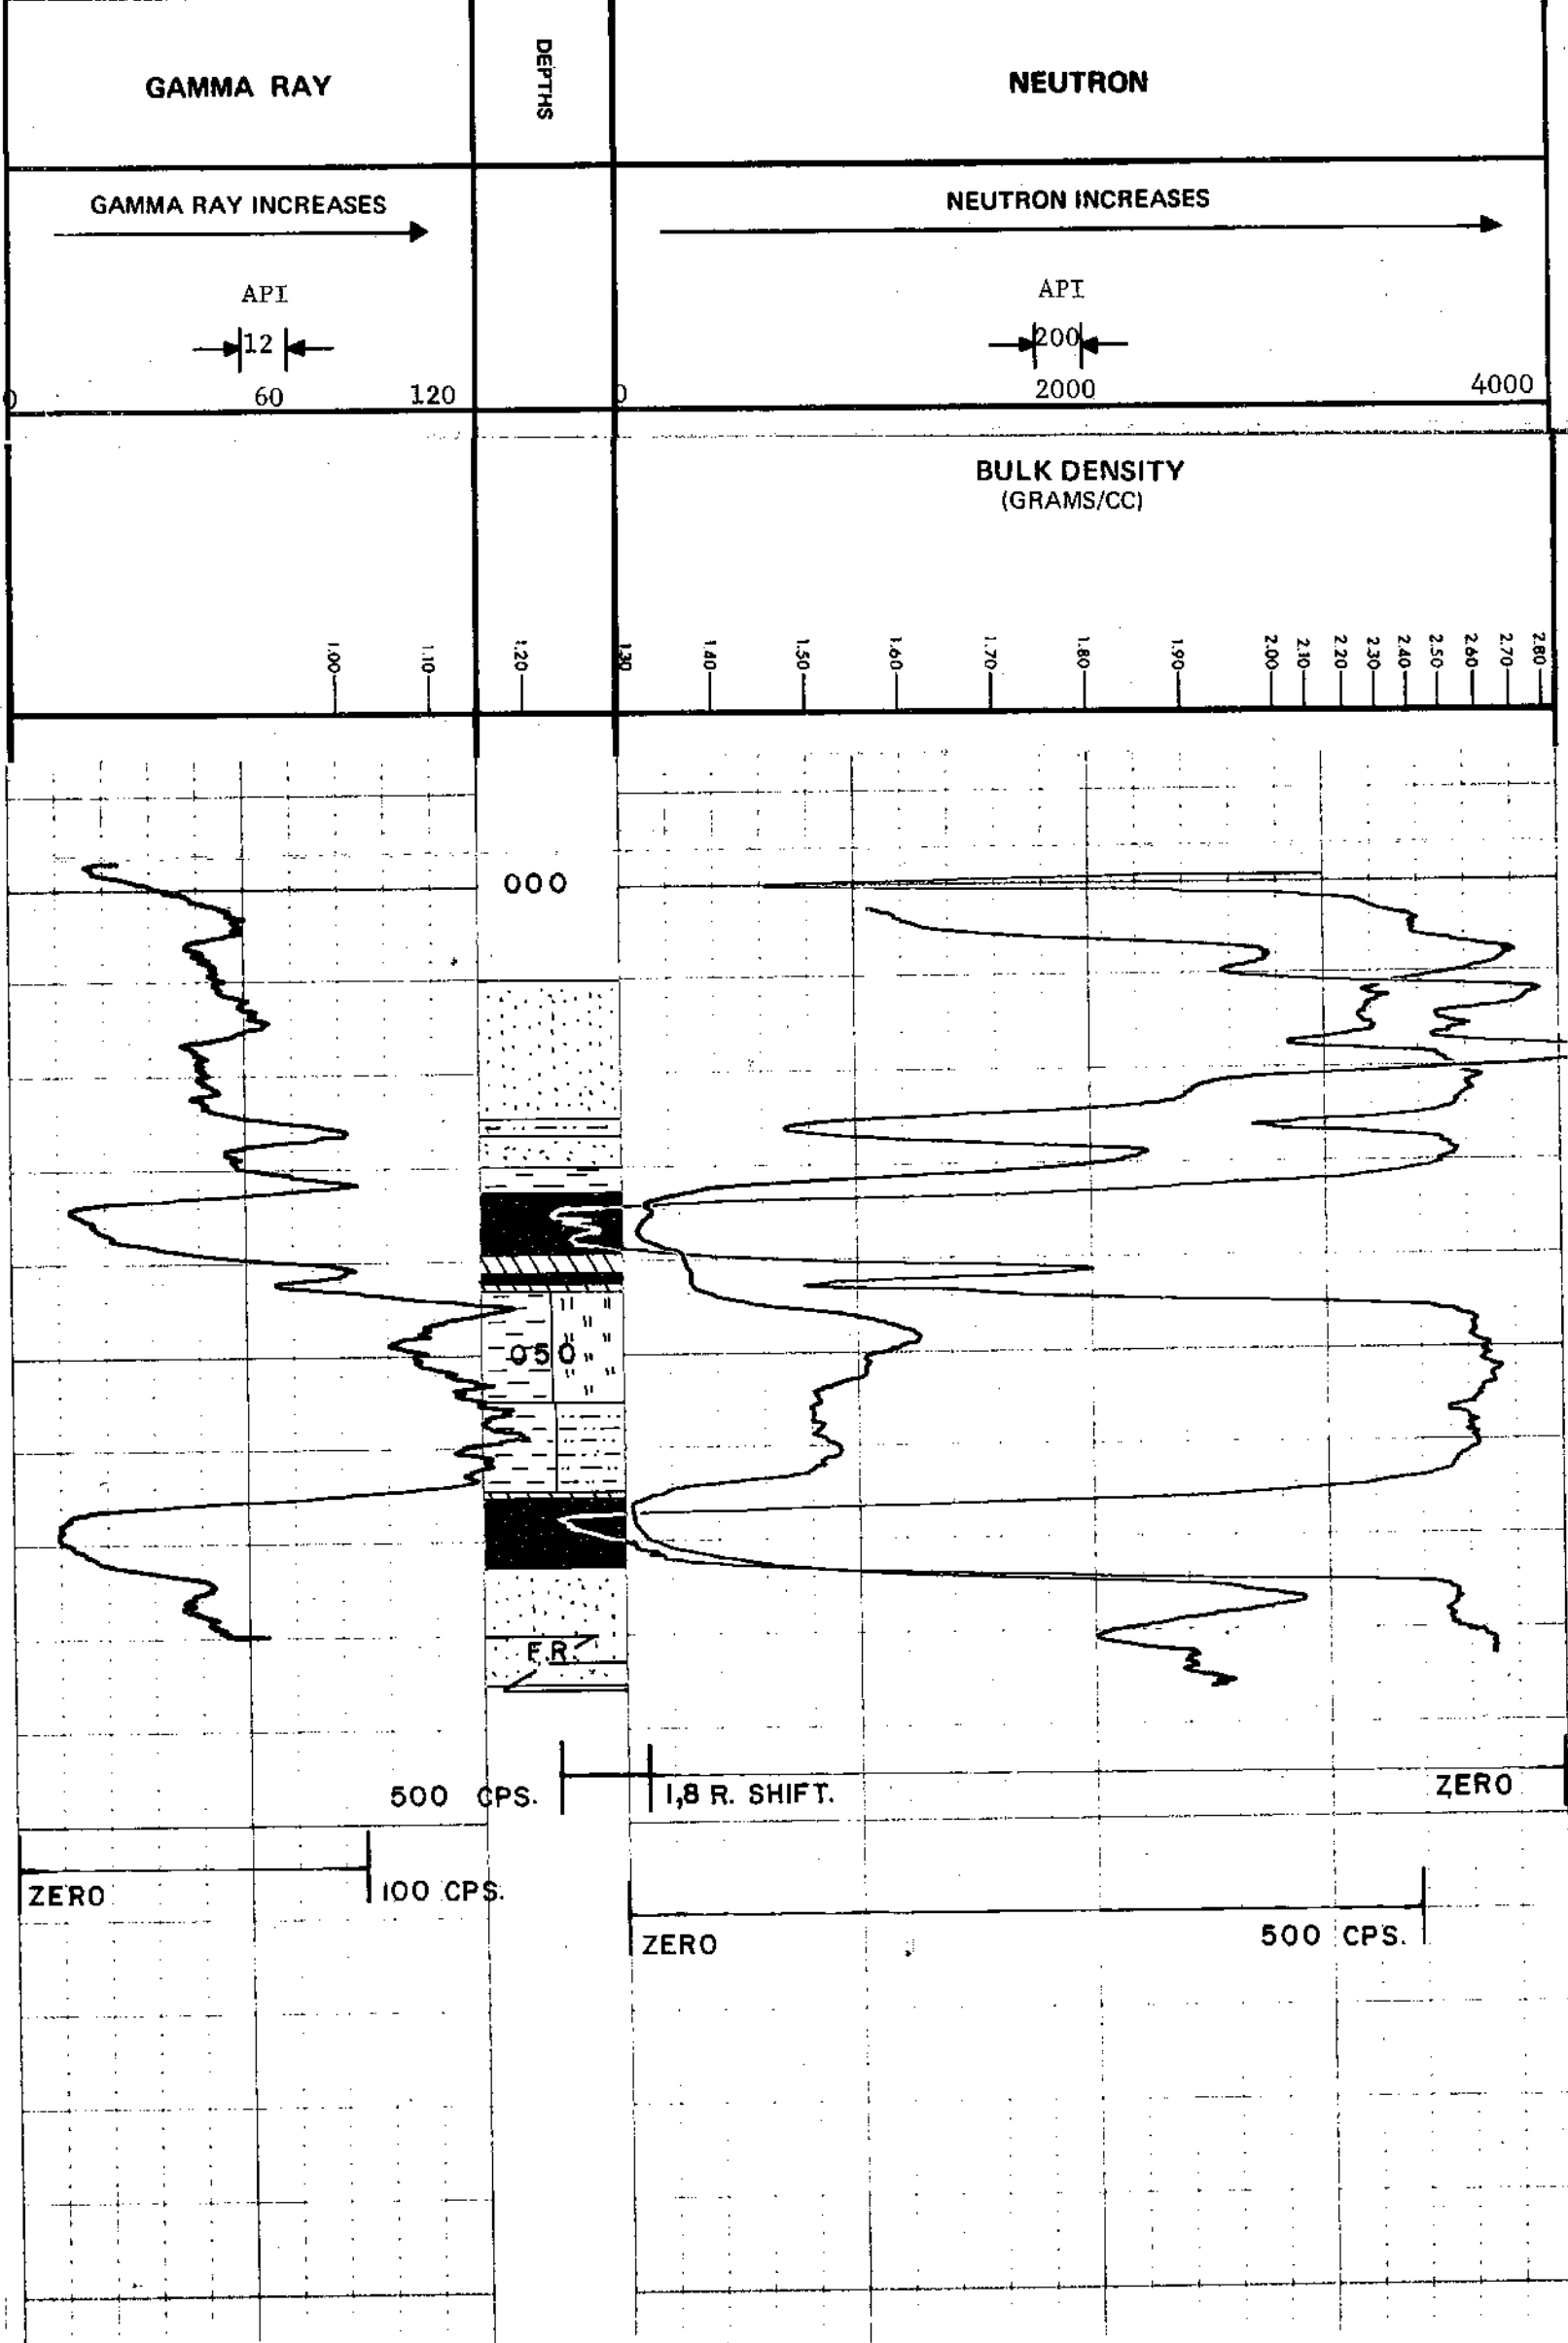 GAMMA RAY
DEPTHS
NEUTRON
GAMMA RAY INCREASES
NEUTRON INCREASES
API
API
12
200
0 60 120
0 2000 4000
BULK DENSITY
(GRAMS/CC)
1.00 1.10 1.20 1.30 1.40 1.50 1.60 1.70 1.80 1.90 2.00 2.10 2.20 2.30 2.40 2.50 2.60 2.70 2.80
000
050
F.R.
500 CPS.
1,8 R. SHIFT.
ZERO
ZERO
100 CPS.
ZERO
500 CPS.